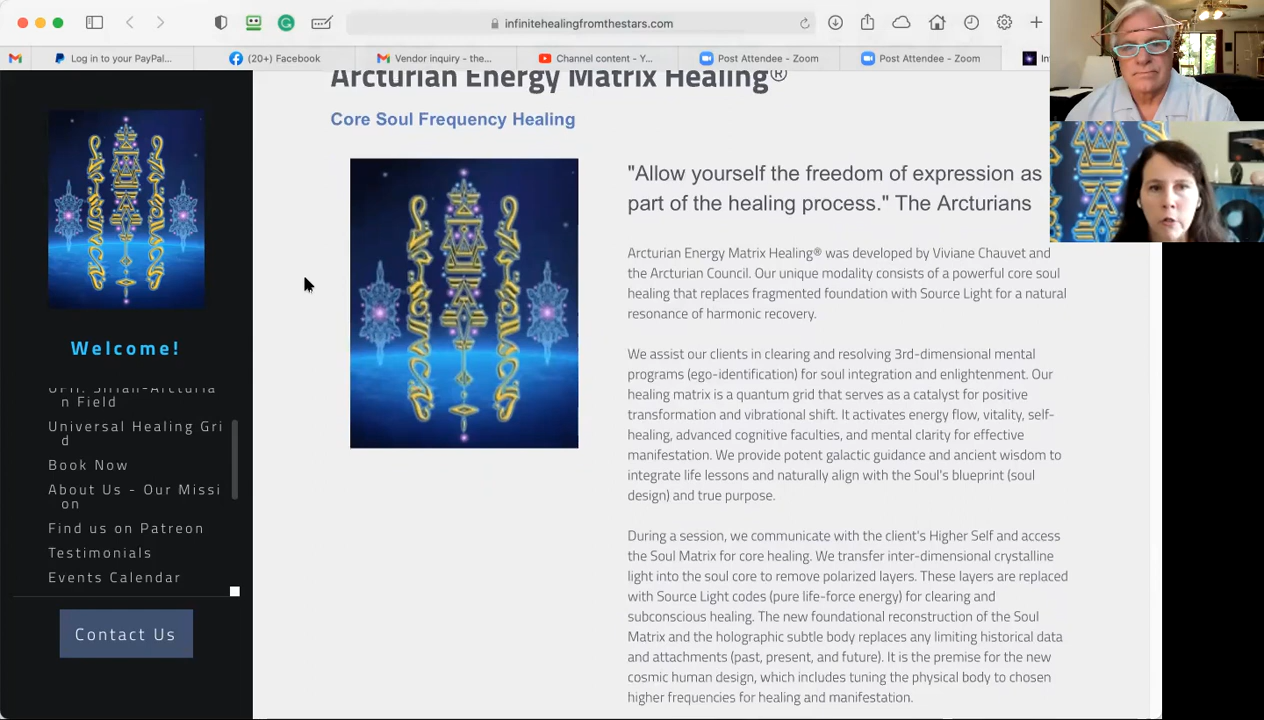 infinitehealingfromthestars.com
Log in to your PayPal...
(20+) Facebook
Vendor inquiry - the...
Channel content - Y...
Post Attendee - Zoom
Post Attendee - Zoom
In
Arcturian Energy Matrix Healing®
Core Soul Frequency Healing
"Allow yourself the freedom of expression as
part of the healing process." The Arcturians
Arcturian Energy Matrix Healing® was developed by Viviane Chauvet and
the Arcturian Council. Our unique modality consists of a powerful core soul
healing that replaces fragmented foundation with Source Light for a natural
resonance of harmonic recovery.
We assist our clients in clearing and resolving 3rd-dimensional mental
programs (ego-identification) for soul integration and enlightenment. Our
healing matrix is a quantum grid that serves as a catalyst for positive
transformation and vibrational shift. It activates energy flow, vitality, self-
healing, advanced cognitive faculties, and mental clarity for effective
manifestation. We provide potent galactic guidance and ancient wisdom to
integrate life lessons and naturally align with the Soul's blueprint (soul
design) and true purpose.
During a session, we communicate with the client's Higher Self and access
the Soul Matrix for core healing. We transfer inter-dimensional crystalline
light into the soul core to remove polarized layers. These layers are replaced
with Source Light codes (pure life-force energy) for clearing and
subconscious healing. The new foundational reconstruction of the Soul
Matrix and the holographic subtle body replaces any limiting historical data
and attachments (past, present, and future). It is the premise for the new
cosmic human design, which includes tuning the physical body to chosen
higher frequencies for healing and manifestation.
Welcome!
UPH: Sirian-Arcturia
n Field
Universal Healing Gri
d
Book Now
About Us - Our Missi
on
Find us on Patreon
Testimonials
Events Calendar
Contact Us